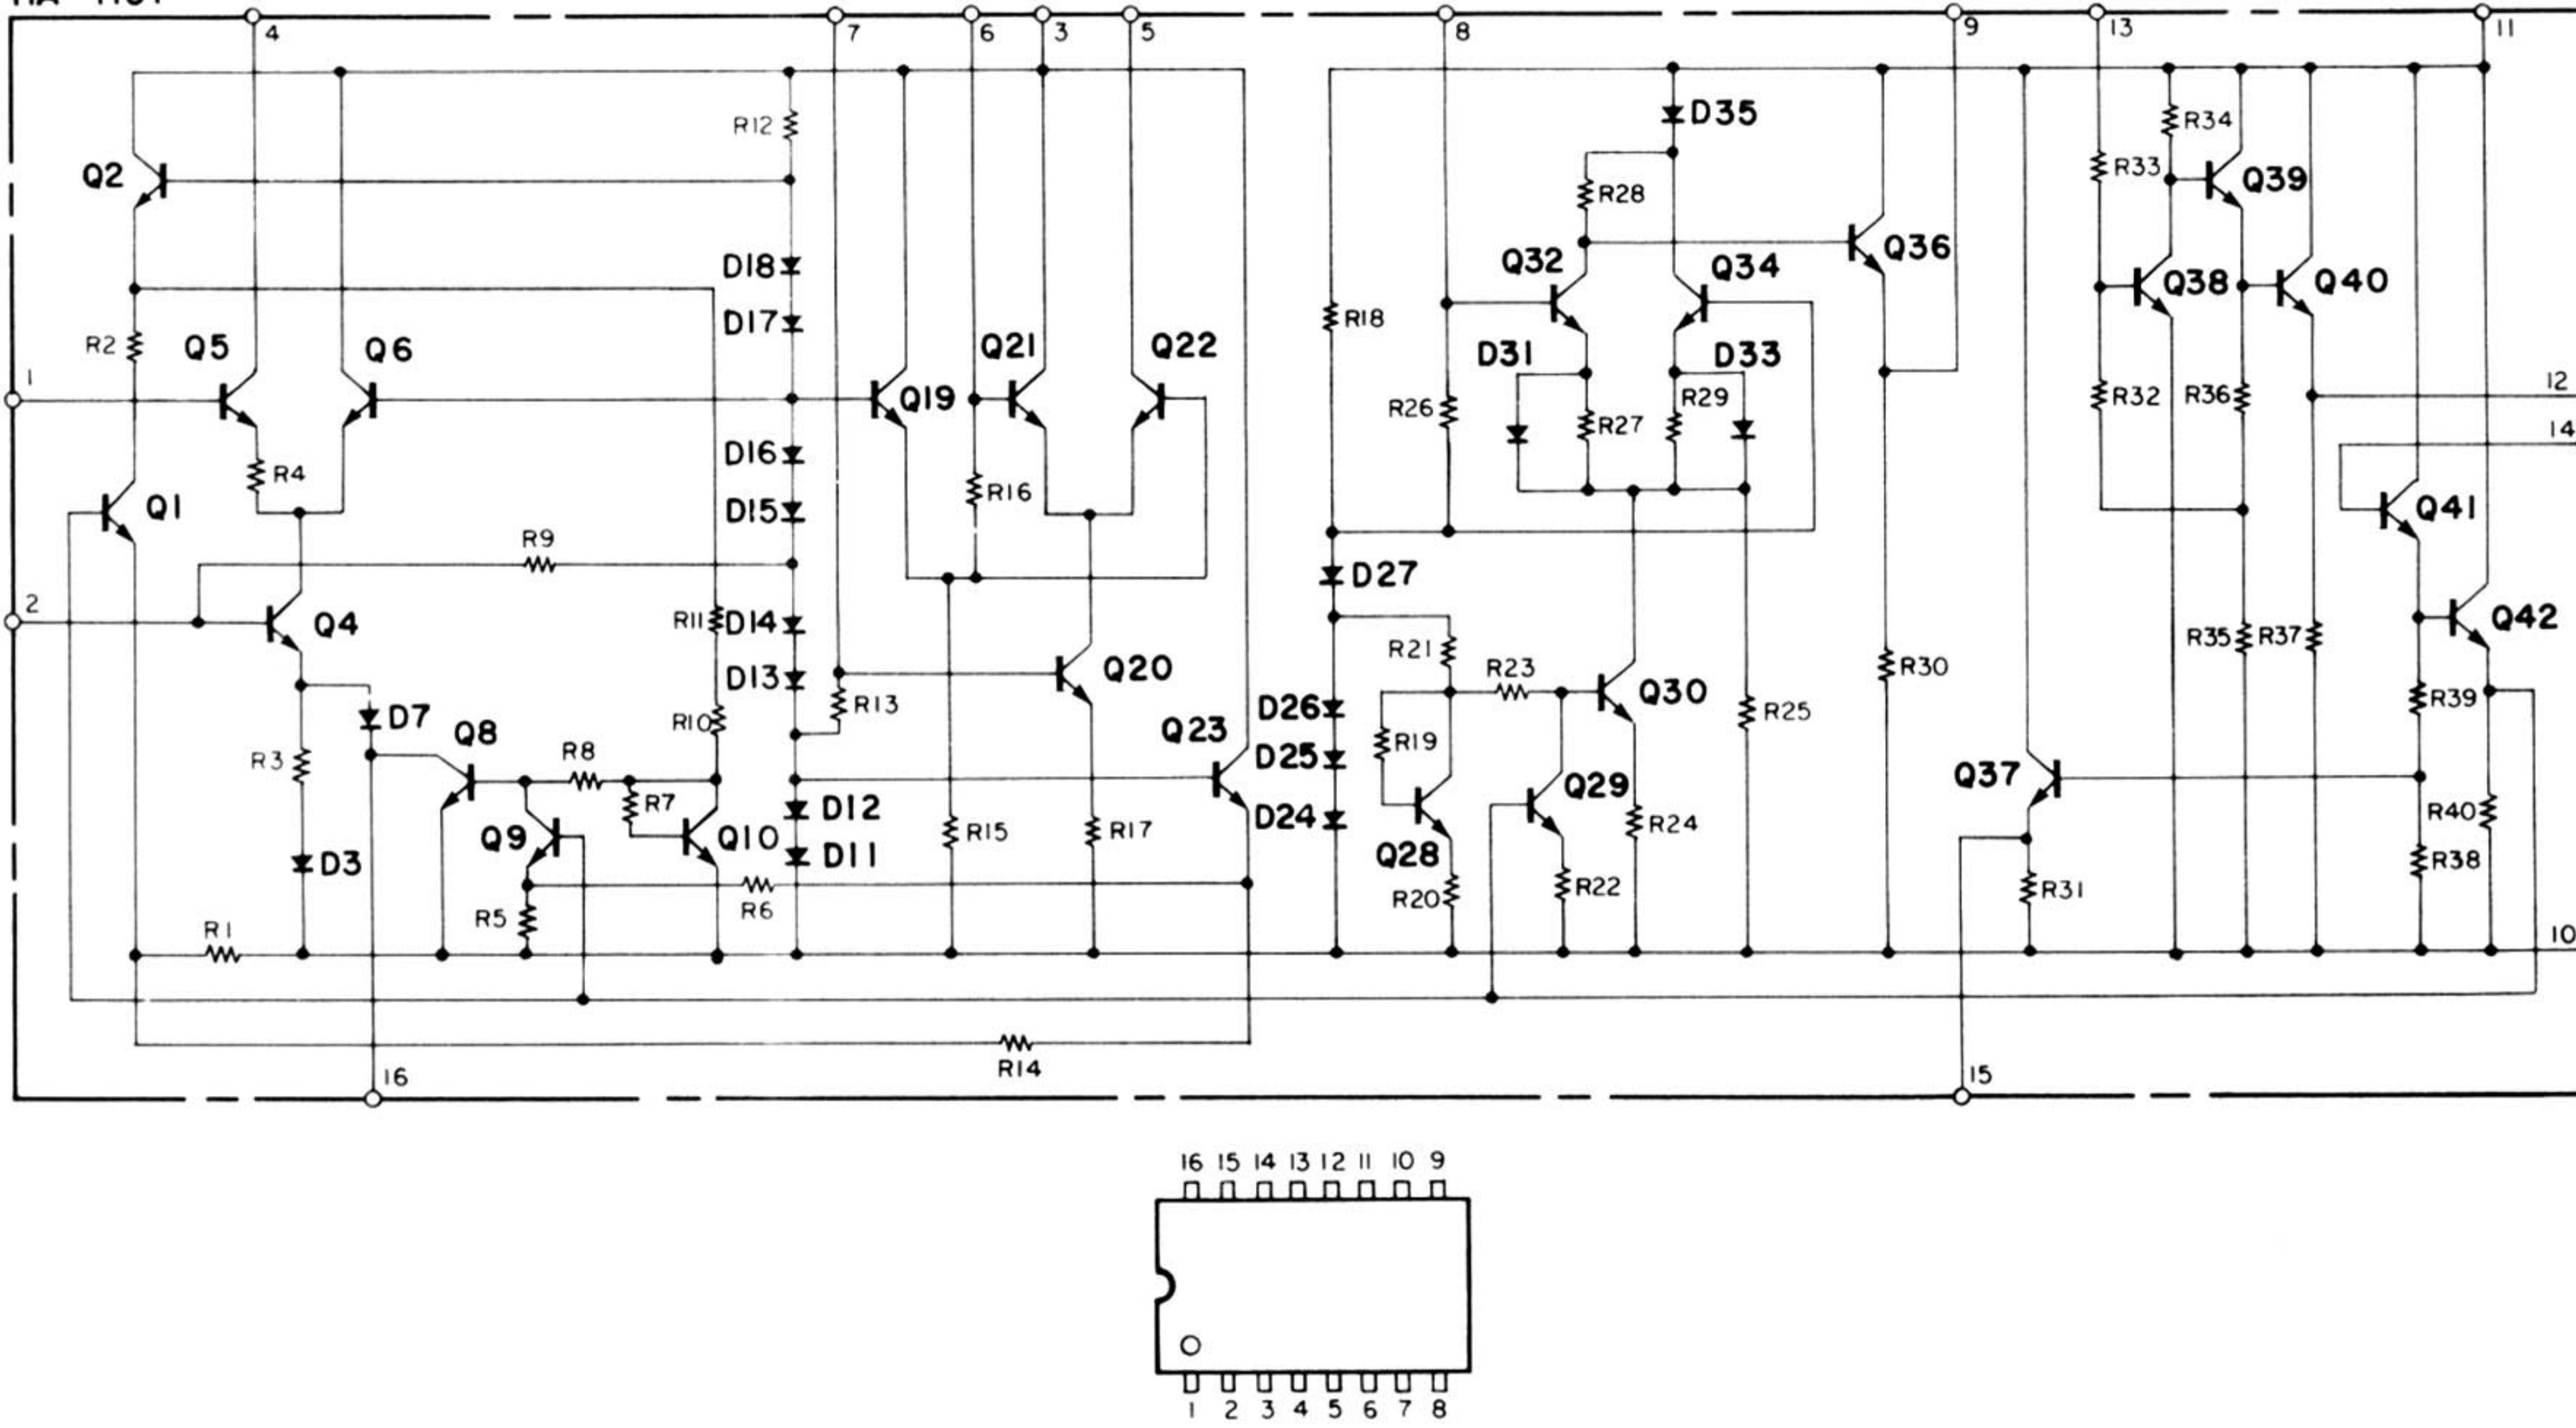 4 7 6 3 5 8 9 13 11
R12 D35 R34
Q2 R33 Q39
R28
D18 Q32 Q34 Q36 Q38 Q40
D17 R18
R2 Q5 Q6 Q21 Q22 D31 D33
1 Q19 R26 R27 R29 R32 R36 12
14
D16
R4 R16
Q1 D15 Q41
R9
D27
2 Q4 R11 D14 R21 R35 R37 Q42
D13 Q20 R23 Q30 R30
D7 R13 D26 R25 R39
R10
R3 Q8 R8 Q23 R19 D25 Q37
R7 Q29
Q9 Q10 D12 R15 R17 D24 R24 R40
D3 D11 Q28 R38
R5 R6 R20 R22 R31
R1 10
R14
16 15
16 15 14 13 12 11 10 9
1 2 3 4 5 6 7 8